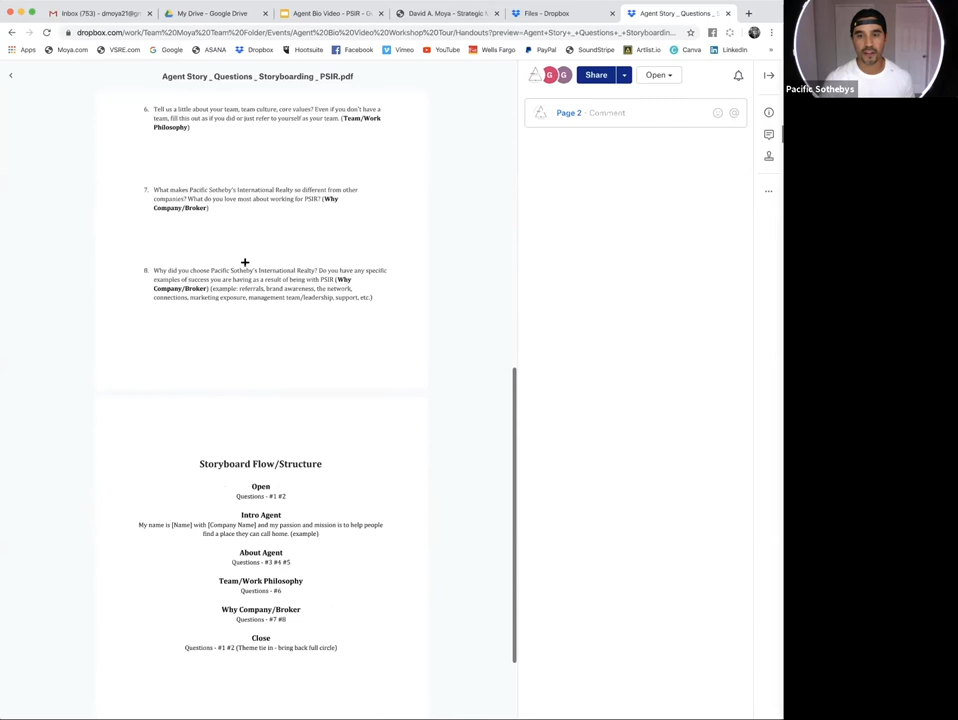 Inbox (753) - dmoya21@gm
My Drive - Google Drive
Agent Bio Video - PSIR - G
David A. Moya - Strategic M
Files - Dropbox
Agent Story _ Questions _ S
dropbox.com/work/Team%20Moya%20Team%20Folder/Events/Agent%20Bio%20Video%20Workshop%20Tour/Handouts?preview=Agent+Story+_+Questions+_+Storyboardin...
Apps
Moya.com
VSRE.com
Google
ASANA
Dropbox
Hootsuite
Facebook
Vimeo
YouTube
Wells Fargo
PayPal
SoundStripe
Artlist.io
Canva
LinkedIn
»
Agent Story _ Questions _ Storyboarding _ PSIR.pdf
G
G
Share
Open
Page 2 · Comment
Pacific Sothebys
6. Tell us a little about your team, team culture, core values? Even if you don't have a
team, fill this out as if you did or just refer to yourself as your team. (Team/Work
Philosophy)
7. What makes Pacific Sotheby's International Realty so different from other
companies? What do you love most about working for PSIR? (Why
Company/Broker)
8. Why did you choose Pacific Sotheby's International Realty? Do you have any specific
examples of success you are having as a result of being with PSIR (Why
Company/Broker) (example: referrals, brand awareness, the network,
connections, marketing exposure, management team/leadership, support, etc.)
Storyboard Flow/Structure
Open
Questions - #1 #2
Intro Agent
My name is [Name] with [Company Name] and my passion and mission is to help people
find a place they can call home. (example)
About Agent
Questions - #3 #4 #5
Team/Work Philosophy
Questions - #6
Why Company/Broker
Questions - #7 #8
Close
Questions - #1 #2 (Theme tie in - bring back full circle)